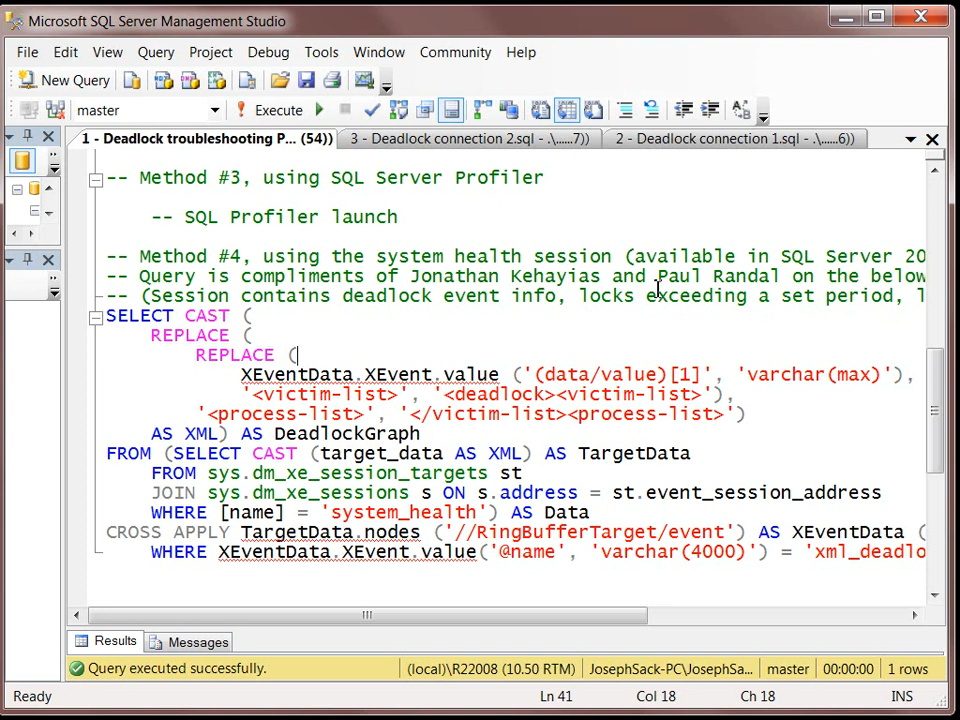 Microsoft SQL Server Management Studio
File Edit View Query Project Debug Tools Window Community Help
New Query
master Execute
1 - Deadlock troubleshooting P... (54)) 3 - Deadlock connection 2.sql - .\......7)) 2 - Deadlock connection 1.sql - .\......6))
-- Method #3, using SQL Server Profiler
-- SQL Profiler launch
-- Method #4, using the system health session (available in SQL Server 20
-- Query is compliments of Jonathan Kehayias and Paul Randal on the below
-- (Session contains deadlock event info, locks exceeding a set period, l
SELECT CAST (
REPLACE (
REPLACE (
XEventData.XEvent.value ('(data/value)[1]', 'varchar(max)'),
'<victim-list>', '<deadlock><victim-list>'),
'<process-list>', '</victim-list><process-list>')
AS XML) AS DeadlockGraph
FROM (SELECT CAST (target_data AS XML) AS TargetData
FROM sys.dm_xe_session_targets st
JOIN sys.dm_xe_sessions s ON s.address = st.event_session_address
WHERE [name] = 'system_health') AS Data
CROSS APPLY TargetData.nodes ('//RingBufferTarget/event') AS XEventData (
WHERE XEventData.XEvent.value('@name', 'varchar(4000)') = 'xml_deadlo
Results Messages
Query executed successfully. (local)\R22008 (10.50 RTM) JosephSack-PC\JosephSa... master 00:00:00 1 rows
Ready Ln 41 Col 18 Ch 18 INS